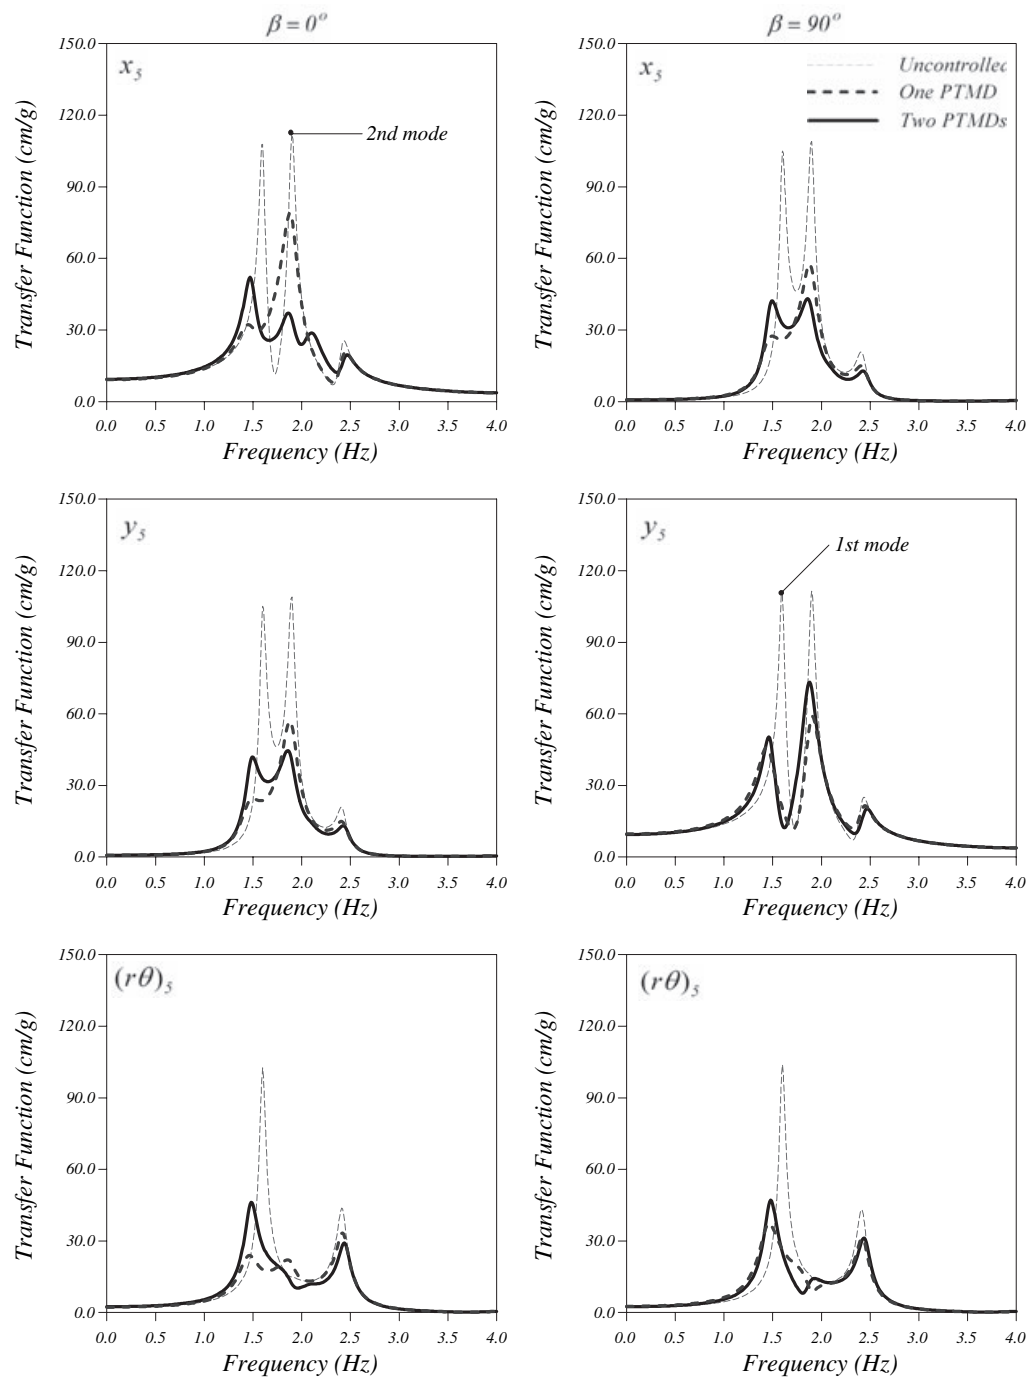 β = 0°
β = 90°
150.0
120.0
90.0
60.0
30.0
0.0
Transfer Function (cm/g)
x5
2nd mode
0.0 0.5 1.0 1.5 2.0 2.5 3.0 3.5 4.0
Frequency (Hz)
150.0
120.0
90.0
60.0
30.0
0.0
Transfer Function (cm/g)
x5
Uncontrolled
One PTMD
Two PTMDs
0.0 0.5 1.0 1.5 2.0 2.5 3.0 3.5 4.0
Frequency (Hz)
150.0
120.0
90.0
60.0
30.0
0.0
Transfer Function (cm/g)
y5
0.0 0.5 1.0 1.5 2.0 2.5 3.0 3.5 4.0
Frequency (Hz)
150.0
120.0
90.0
60.0
30.0
0.0
Transfer Function (cm/g)
y5
1st mode
0.0 0.5 1.0 1.5 2.0 2.5 3.0 3.5 4.0
Frequency (Hz)
150.0
120.0
90.0
60.0
30.0
0.0
Transfer Function (cm/g)
(rθ)5
0.0 0.5 1.0 1.5 2.0 2.5 3.0 3.5 4.0
Frequency (Hz)
150.0
120.0
90.0
60.0
30.0
0.0
Transfer Function (cm/g)
(rθ)5
0.0 0.5 1.0 1.5 2.0 2.5 3.0 3.5 4.0
Frequency (Hz)